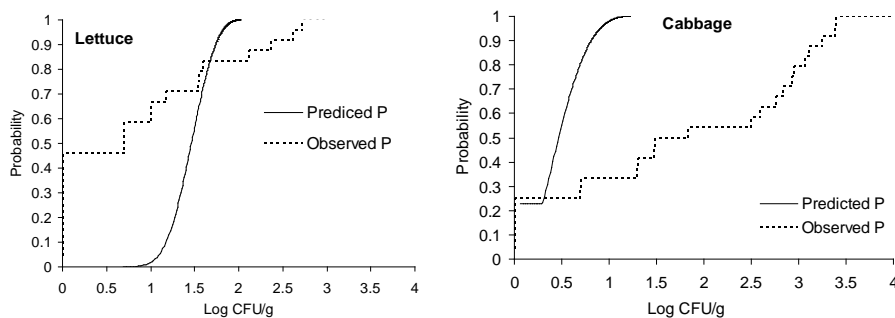 Lettuce
Probability
1
0.9
0.8
0.7
0.6
0.5
0.4
0.3
0.2
0.1
0
Prediced P
Observed P
0 0.5 1 1.5 2 2.5 3 3.5 4
Log CFU/g
Cabbage
Probability
1
0.9
0.8
0.7
0.6
0.5
0.4
0.3
0.2
0.1
0
Predicted P
Observed P
0 0.5 1 1.5 2 2.5 3 3.5 4
Log CFU/g